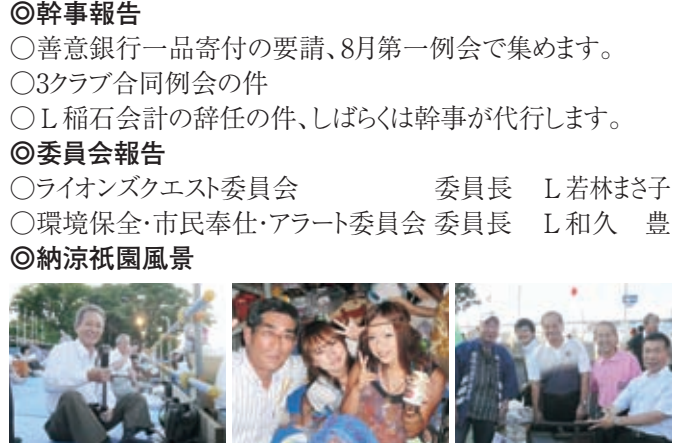 ◎幹事報告
○善意銀行一品寄付の要請、8月第一例会で集めます。
○3クラブ合同例会の件
○L稲石会計の辞任の件、しばらくは幹事が代行します。
◎委員会報告
○ライオンズクエスト委員会 委員長 L若林まさ子
○環境保全・市民奉仕・アラート委員会 委員長 L和久 豊
◎納涼祇園風景